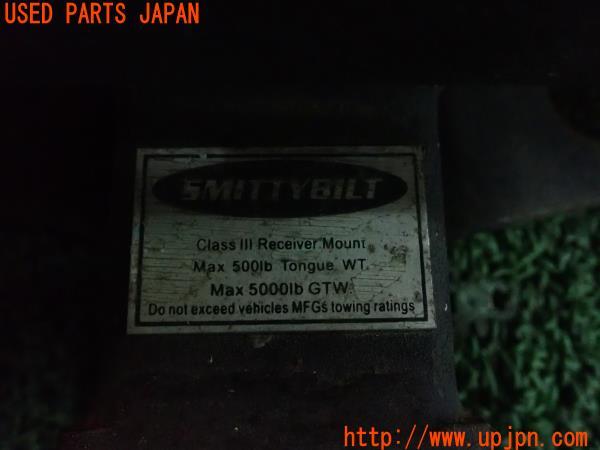 USED PARTS JAPAN
SMITTYBILT
Class III Receiver Mount
Max 500lb Tongue WT.
Max 5000lb GTW.
Do not exceed vehicles MFGs towing ratings
http://www.upjpn.com/